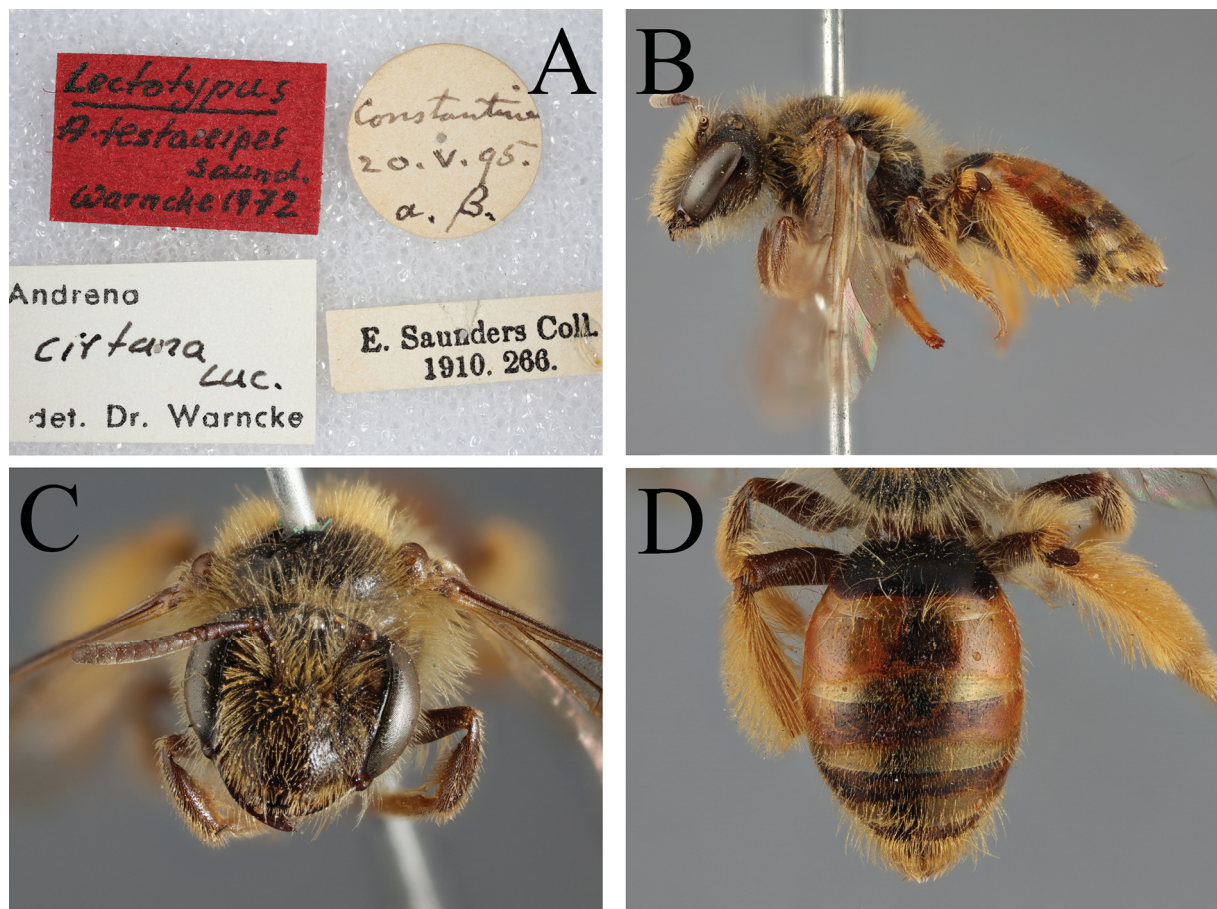 A
Lectotypus
A. testaceipes
Saund.
Warncke 1972
Constantine
20.V.95.
a. β.
Andrena
cirtana
Luc.
det. Dr. Warncke
E. Saunders Coll.
1910. 266.
B
C
D